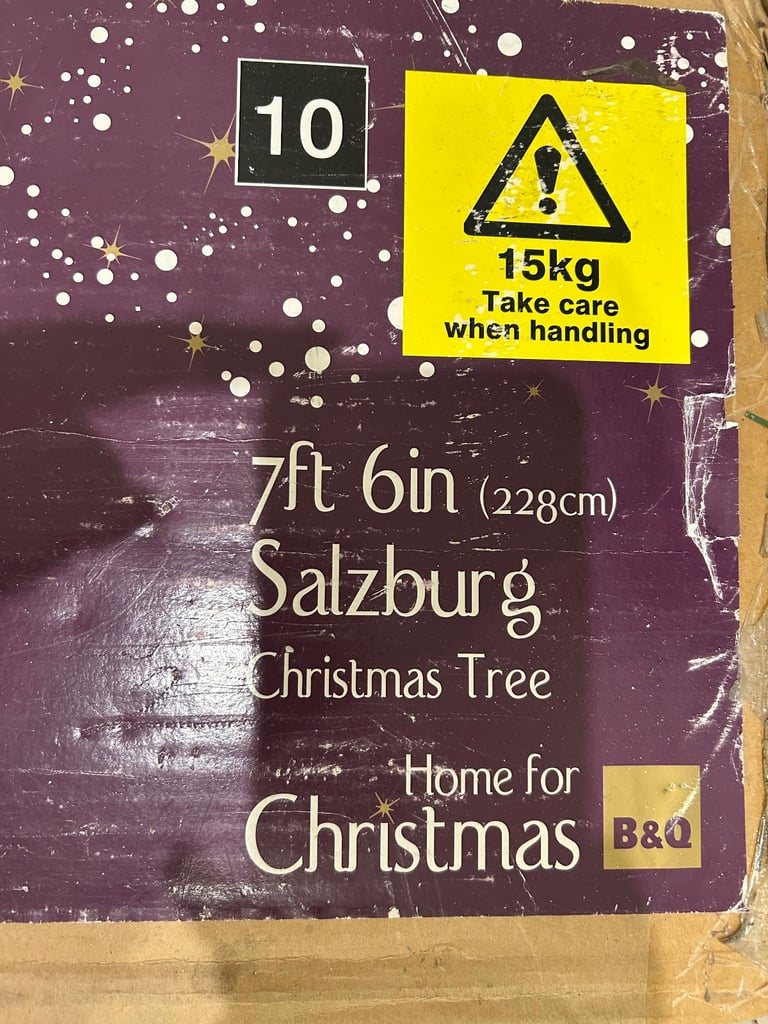 10
15kg
Take care
when handling
7ft 6in (228cm)
Salzburg
Christmas Tree
Home for
Christmas
B&Q